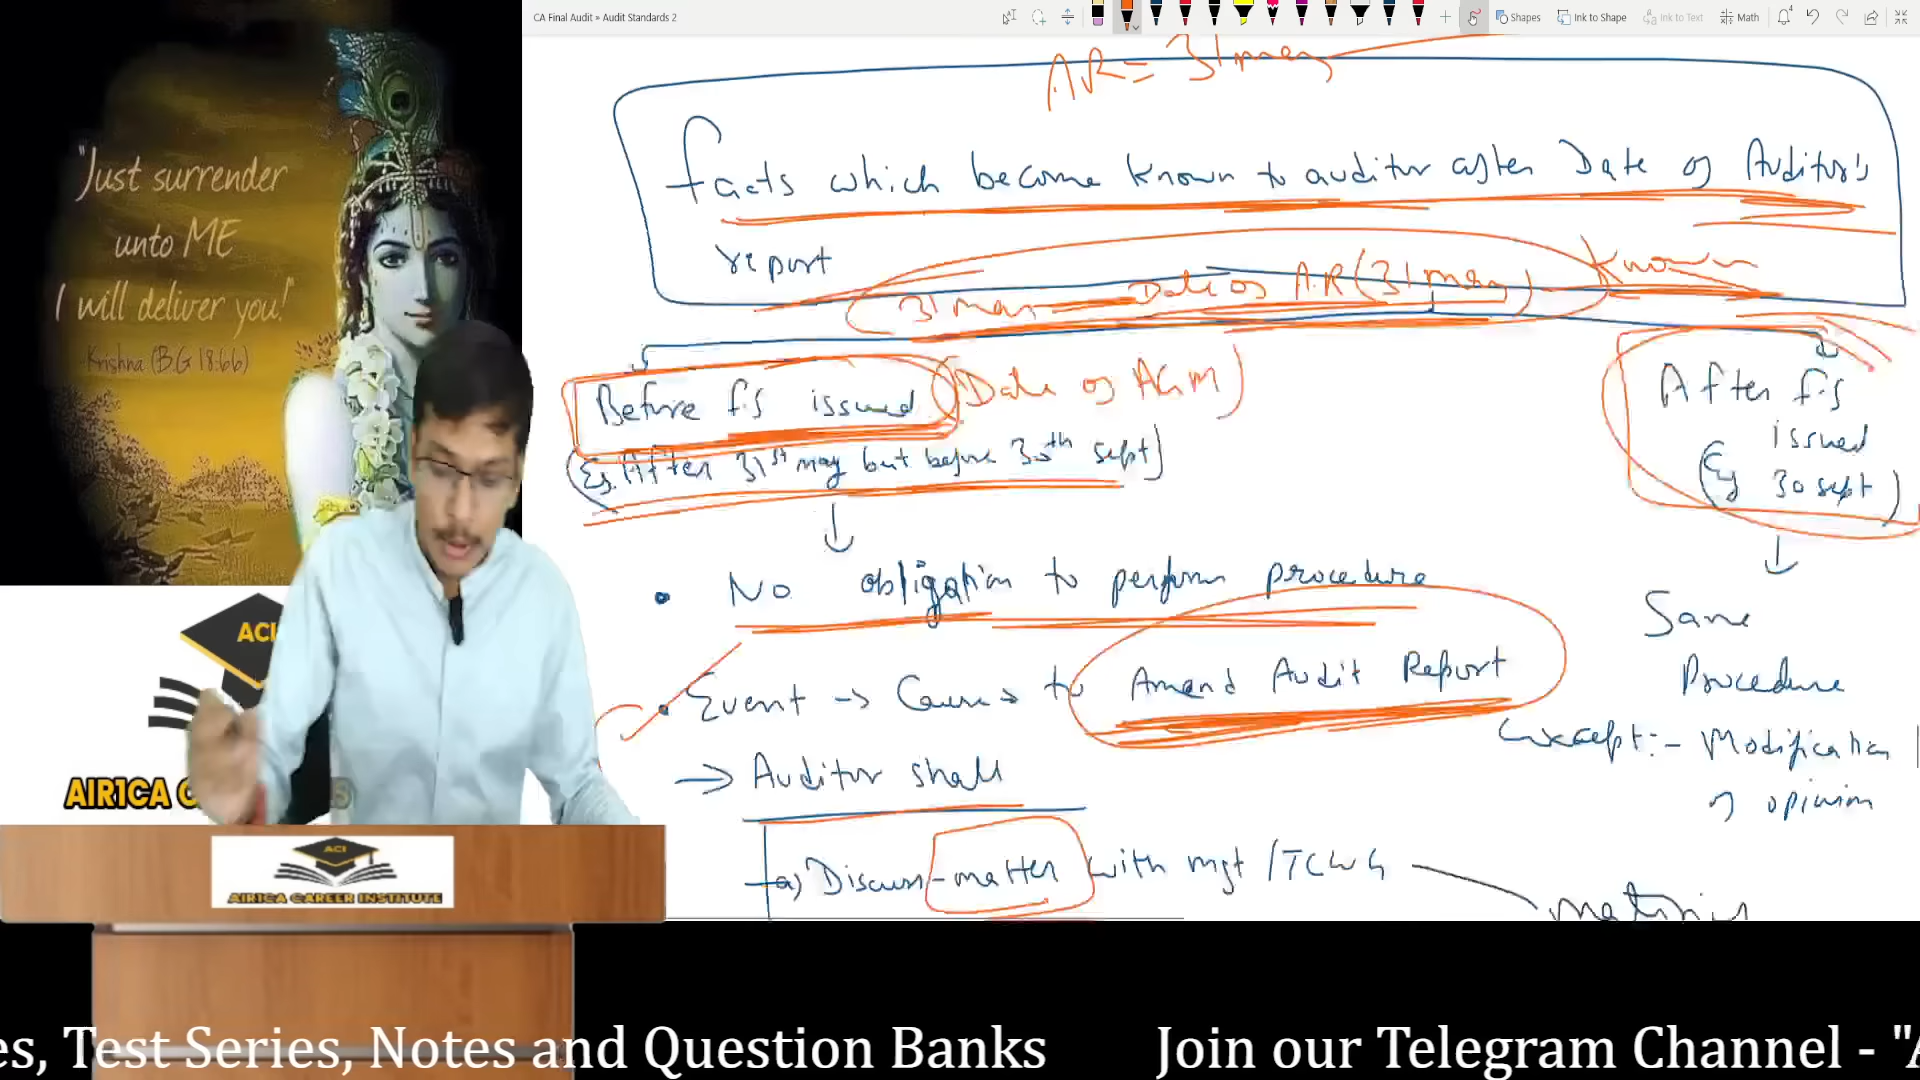 CA Final Audit » Audit Standards 2
Shapes
Ink to Shape
Ink to Text
Math
AR = 31 may
Facts which become known to auditor after Date of Auditor's
report
31 mar — Date of AR (31 may)
Known
Before f.s issued
(Date of AGM)
(Eg. After 31st may but before 30th sept)
After f.s
issued
(Eg 30 sept)
• No obligation to perform procedure
• Event → Cause → to Amend Audit Report
→ Auditor shall
a) Discuss matter with mgt / TCWG
Same
Procedure
Except:- Modification
of opinion
"Just surrender
unto ME
I will deliver you!"
Krishna (B.G 18:66)
ACI
AIR1CA
ACI
AIR1CA CAREER INSTITUTE
es, Test Series, Notes and Question Banks
Join our Telegram Channel - "A